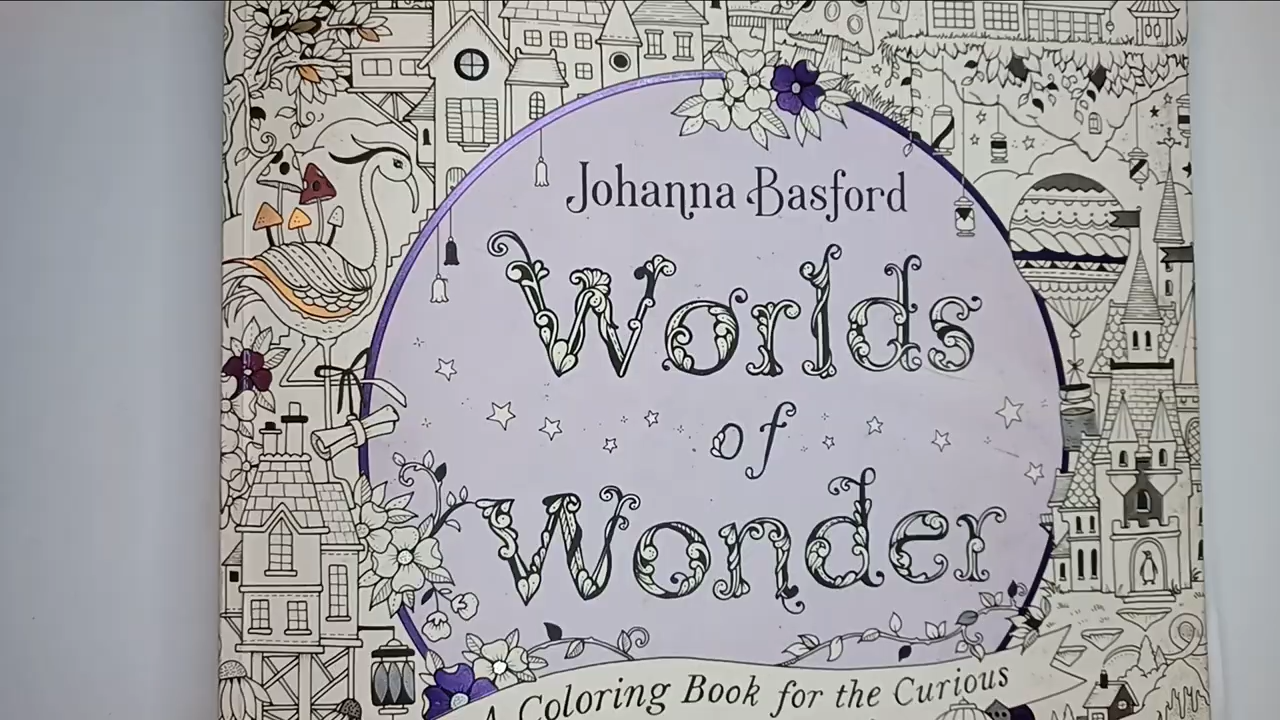 Johanna Basford
Worlds
of
Wonder
A Coloring Book for the Curious